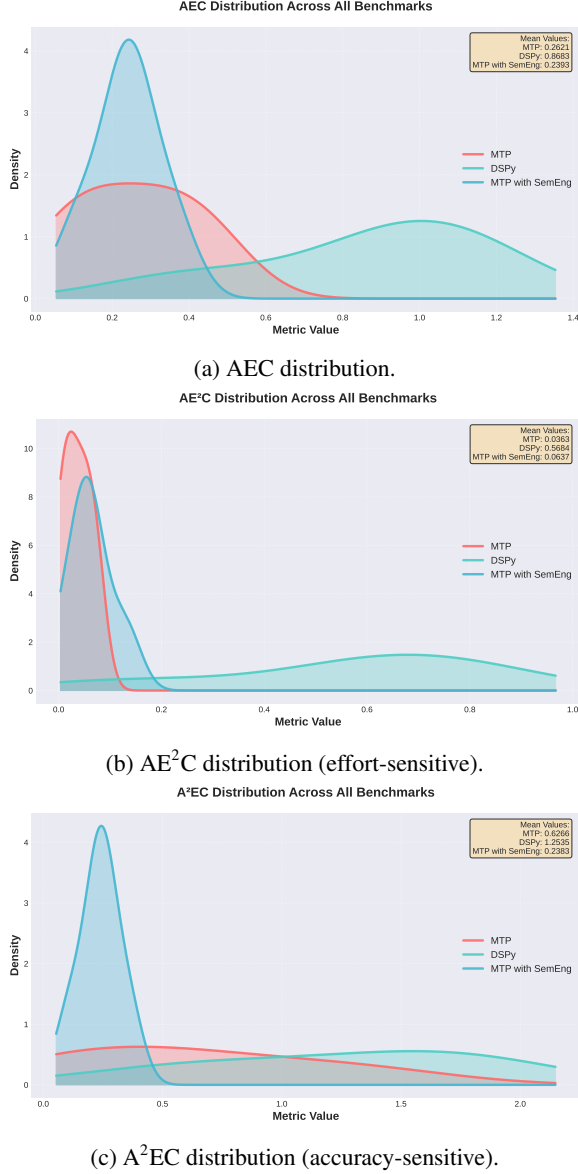 AEC Distribution Across All Benchmarks
Mean Values:
MTP: 0.2621
DSPy: 0.8683
MTP with SemEng: 0.2393
MTP
DSPy
MTP with SemEng
Density
4
3
2
1
0
0.0 0.2 0.4 0.6 0.8 1.0 1.2 1.4
Metric Value
(a) AEC distribution.
AE²C Distribution Across All Benchmarks
Mean Values:
MTP: 0.0363
DSPy: 0.5684
MTP with SemEng: 0.0637
MTP
DSPy
MTP with SemEng
Density
10
8
6
4
2
0
0.0 0.2 0.4 0.6 0.8 1.0
Metric Value
(b) AE²C distribution (effort-sensitive).
A²EC Distribution Across All Benchmarks
Mean Values:
MTP: 0.6266
DSPy: 1.2535
MTP with SemEng: 0.2383
MTP
DSPy
MTP with SemEng
Density
4
3
2
1
0
0.0 0.5 1.0 1.5 2.0
Metric Value
(c) A²EC distribution (accuracy-sensitive).